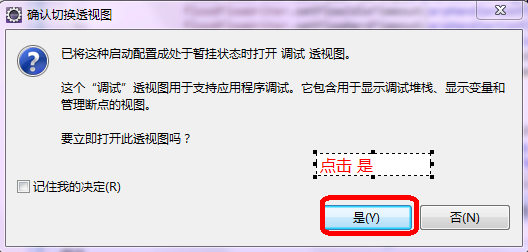 确认切换透视图
已将这种启动配置成处于暂挂状态时打开 调试 透视图。
这个“调试”透视图用于支持应用程序调试。它包含用于显示调试堆栈、显示变量和
管理断点的视图。
要立即打开此透视图吗？
点击 是
记住我的决定(R)
是(Y)
否(N)